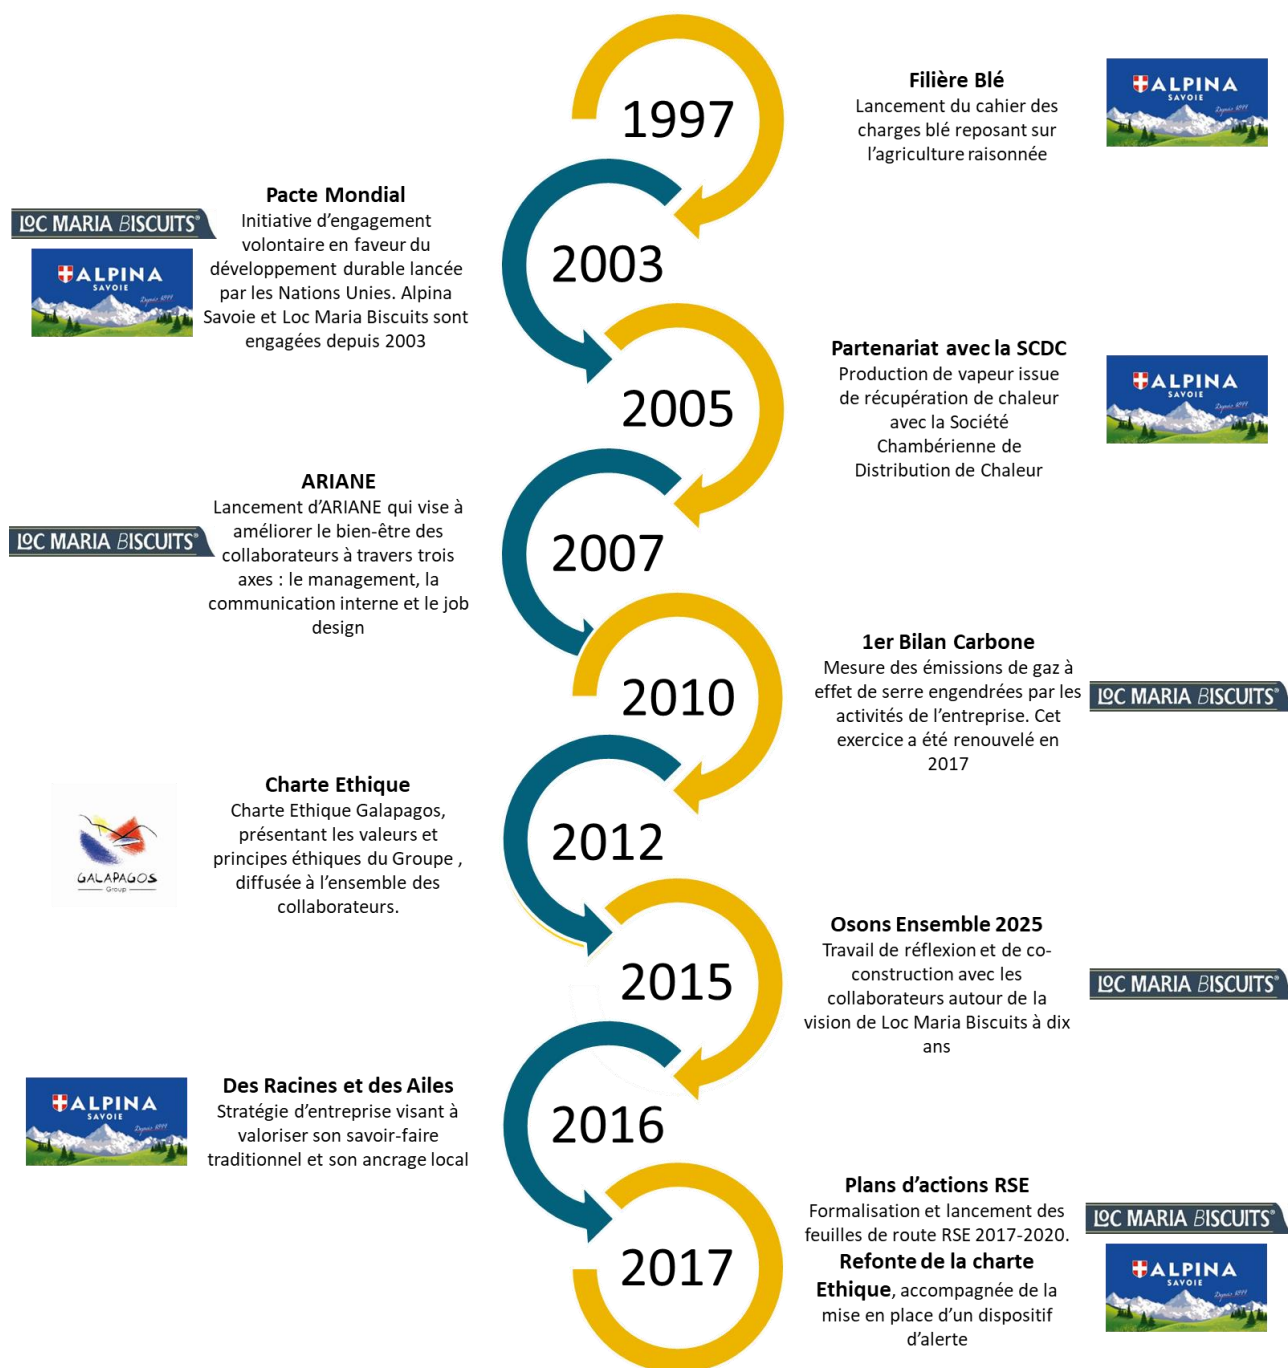 1997
Filière Blé
Lancement du cahier des
charges blé reposant sur
l’agriculture raisonnée
ALPINA
SAVOIE
Depuis 1844
LOC MARIA BISCUITS®
ALPINA
SAVOIE
Depuis 1844
Pacte Mondial
Initiative d’engagement
volontaire en faveur du
développement durable lancée
par les Nations Unies. Alpina
Savoie et Loc Maria Biscuits sont
engagées depuis 2003
2003
2005
Partenariat avec la SCDC
Production de vapeur issue
de récupération de chaleur
avec la Société
Chambérienne de
Distribution de Chaleur
ALPINA
SAVOIE
Depuis 1844
LOC MARIA BISCUITS®
ARIANE
Lancement d’ARIANE qui vise à
améliorer le bien-être des
collaborateurs à travers trois
axes : le management, la
communication interne et le job
design
2007
2010
1er Bilan Carbone
Mesure des émissions de gaz à
effet de serre engendrées par les
activités de l’entreprise. Cet
exercice a été renouvelé en
2017
LOC MARIA BISCUITS®
GALAPAGOS
Group
Charte Ethique
Charte Ethique Galapagos,
présentant les valeurs et
principes éthiques du Groupe ,
diffusée à l’ensemble des
collaborateurs.
2012
2015
Osons Ensemble 2025
Travail de réflexion et de co-
construction avec les
collaborateurs autour de la
vision de Loc Maria Biscuits à dix
ans
LOC MARIA BISCUITS®
ALPINA
SAVOIE
Depuis 1844
Des Racines et des Ailes
Stratégie d’entreprise visant à
valoriser son savoir-faire
traditionnel et son ancrage local
2016
2017
Plans d’actions RSE
Formalisation et lancement des
feuilles de route RSE 2017-2020.
Refonte de la charte
Ethique, accompagnée de la
mise en place d’un dispositif
d’alerte
LOC MARIA BISCUITS®
ALPINA
SAVOIE
Depuis 1844